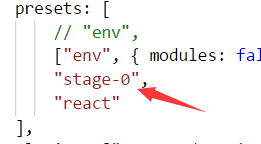 presets: [
// "env",
["env", { modules: fal
"stage-0",
"react"
],